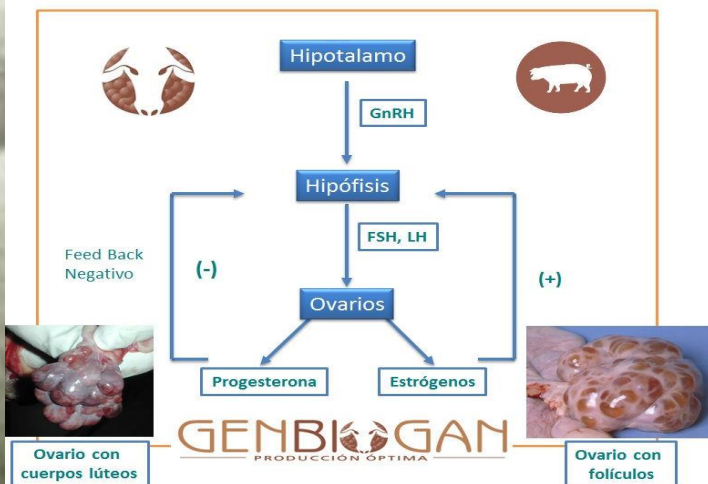 Hipotalamo
GnRH
Hipófisis
FSH, LH
Feed Back
Negativo
(-)
(+)
Ovarios
Progesterona
Estrógenos
GENBIOGAN
PRODUCCIÓN ÓPTIMA
Ovario con
cuerpos lúteos
Ovario con
folículos